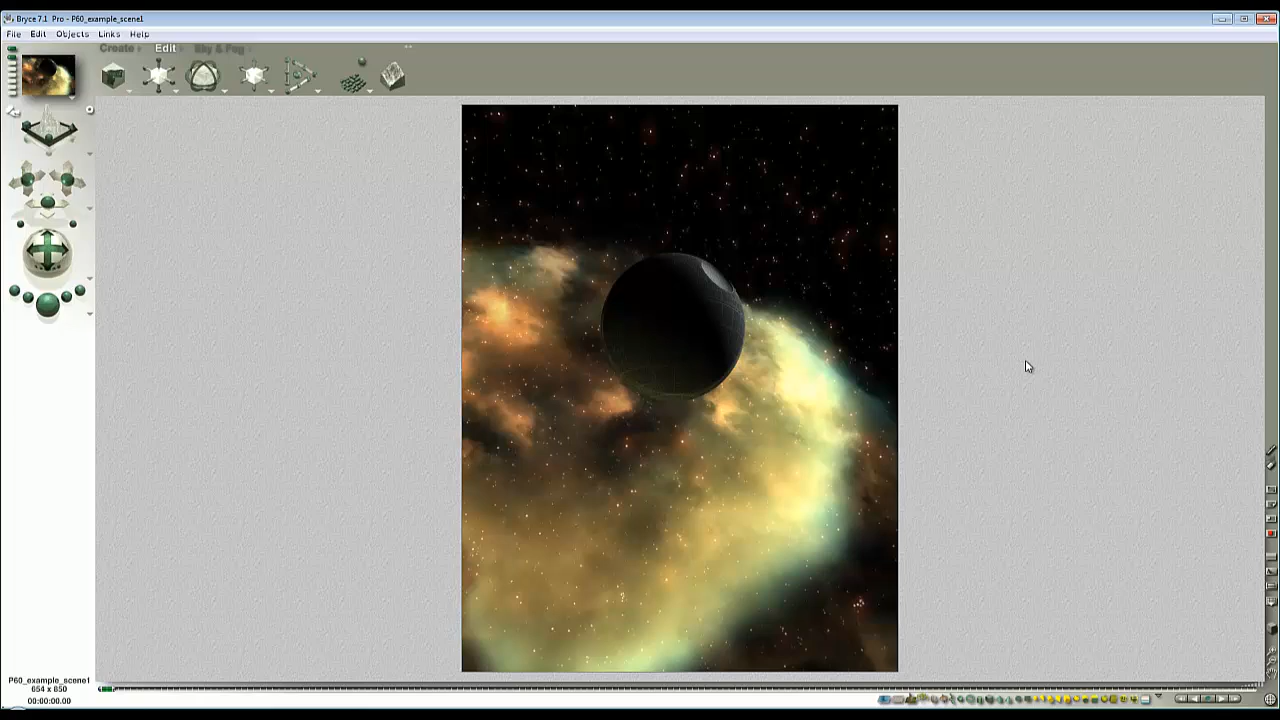 Bryce 7.1 Pro - P60_example_scene1
File Edit Objects Links Help
Create Edit Sky & Fog
P60_example_scene1
654 x 850
00:00:00.00